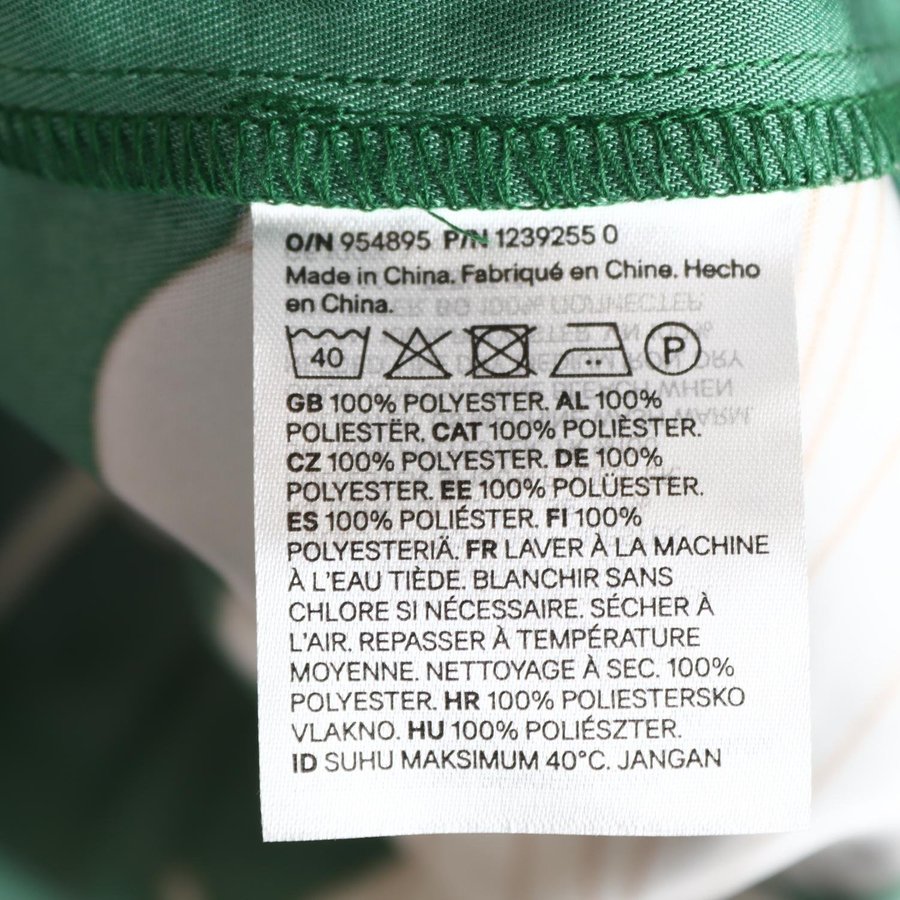 O/N 954895 P/N 1239255 0
Made in China. Fabriqué en Chine. Hecho
en China.
40 P
GB 100% POLYESTER. AL 100%
POLIESTËR. CAT 100% POLIÈSTER.
CZ 100% POLYESTER. DE 100%
POLYESTER. EE 100% POLÜESTER.
ES 100% POLIÉSTER. FI 100%
POLYESTERIÄ. FR LAVER À LA MACHINE
À L'EAU TIÈDE. BLANCHIR SANS
CHLORE SI NÉCESSAIRE. SÉCHER À
L'AIR. REPASSER À TEMPÉRATURE
MOYENNE. NETTOYAGE À SEC. 100%
POLYESTER. HR 100% POLIESTERSKO
VLAKNO. HU 100% POLIÉSZTER.
ID SUHU MAKSIMUM 40°C. JANGAN